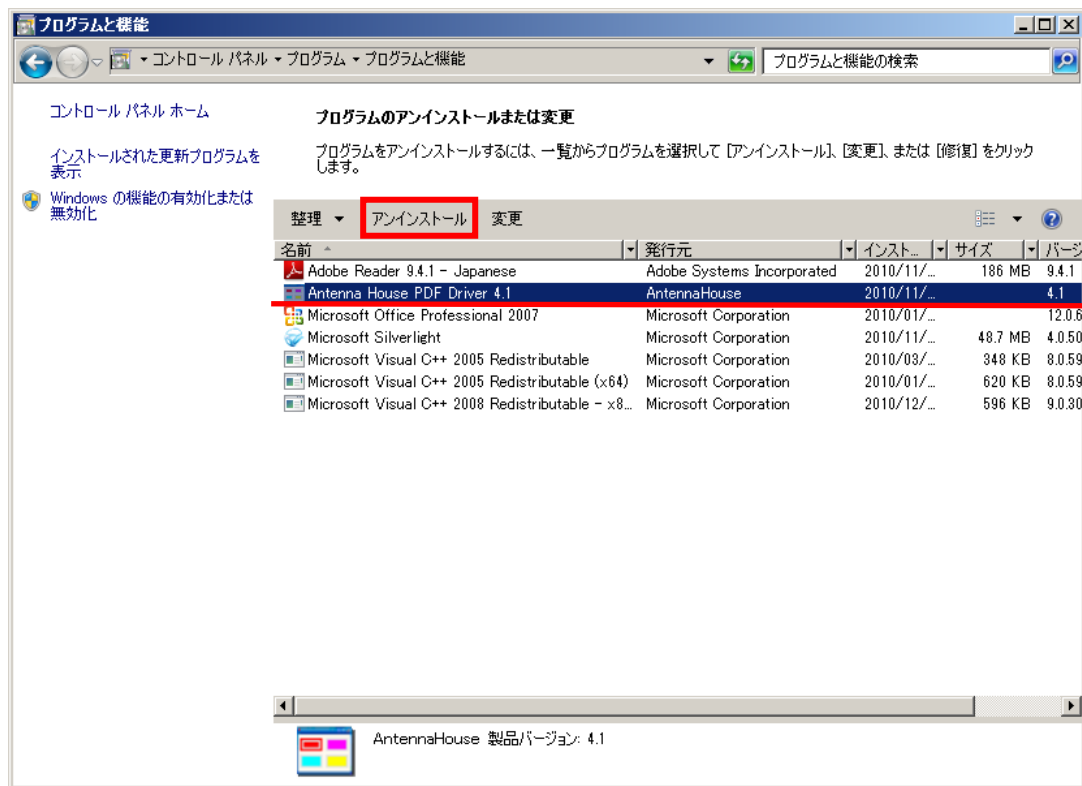 プログラムと機能
コントロール パネル ▾ プログラム ▾ プログラムと機能
プログラムと機能の検索
コントロール パネル ホーム
インストールされた更新プログラムを
表示
Windows の機能の有効化または
無効化
プログラムのアンインストールまたは変更
プログラムをアンインストールするには、一覧からプログラムを選択して [アンインストール]、[変更]、または [修復] をクリック
します。
整理 ▾ アンインストール 変更
名前 発行元 インスト... サイズ バージ
Adobe Reader 9.4.1 - Japanese Adobe Systems Incorporated 2010/11/... 186 MB 9.4.1
Antenna House PDF Driver 4.1 AntennaHouse 2010/11/... 4.1
Microsoft Office Professional 2007 Microsoft Corporation 2010/01/... 12.0.6
Microsoft Silverlight Microsoft Corporation 2010/11/... 48.7 MB 4.0.50
Microsoft Visual C++ 2005 Redistributable Microsoft Corporation 2010/03/... 348 KB 8.0.59
Microsoft Visual C++ 2005 Redistributable (x64) Microsoft Corporation 2010/01/... 620 KB 8.0.59
Microsoft Visual C++ 2008 Redistributable - x8... Microsoft Corporation 2010/12/... 596 KB 9.0.30
AntennaHouse 製品バージョン: 4.1